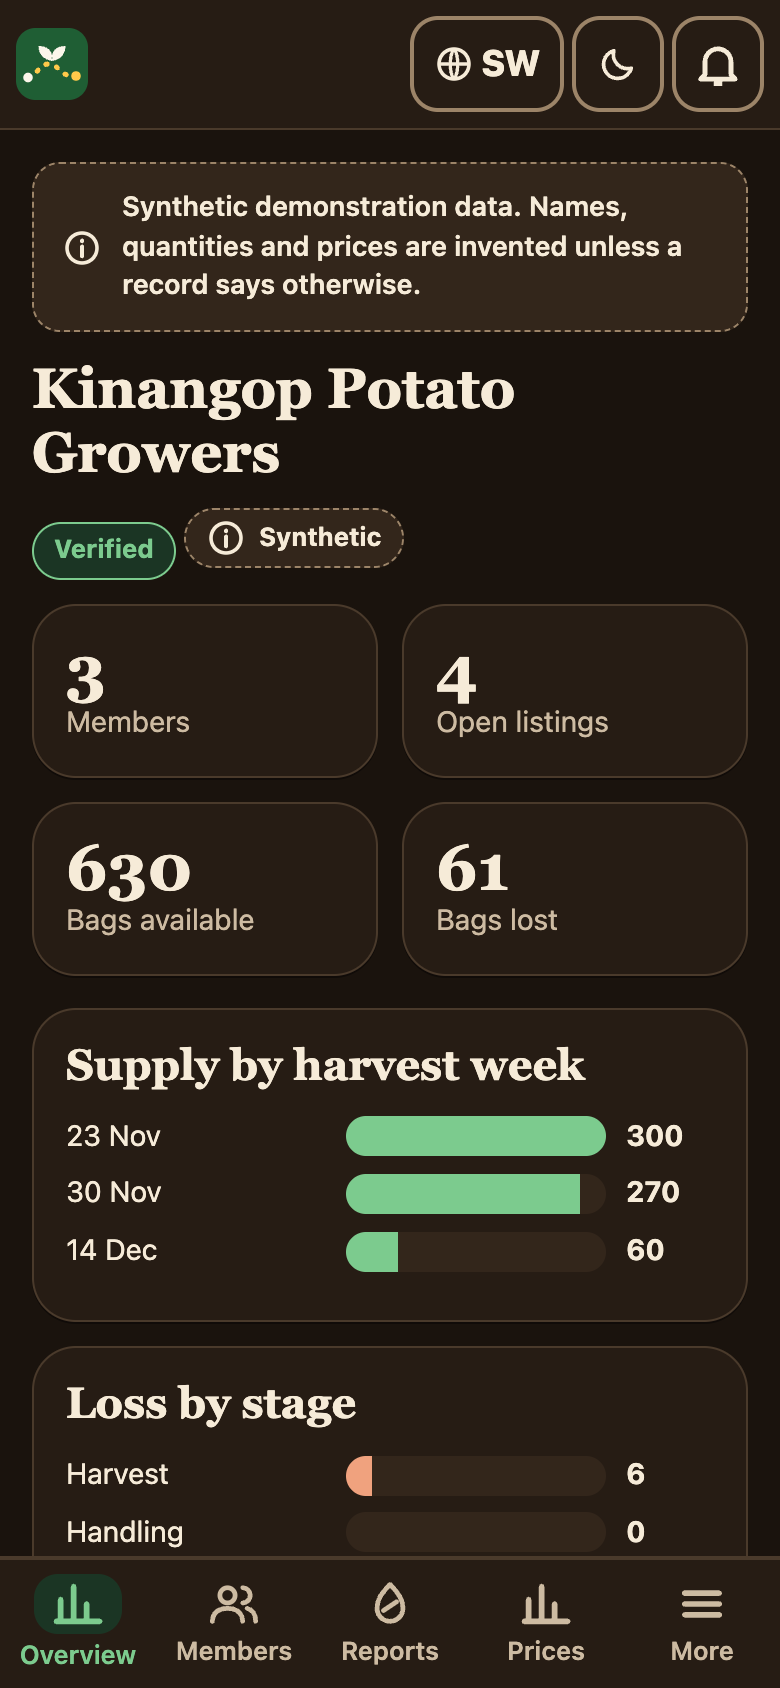 SW
Synthetic demonstration data. Names,
quantities and prices are invented unless a
record says otherwise.
Kinangop Potato
Growers
Verified
Synthetic
3
Members
4
Open listings
630
Bags available
61
Bags lost
Supply by harvest week
23 Nov 300
30 Nov 270
14 Dec 60
Loss by stage
Harvest 6
Handling 0
Overview Members Reports Prices More